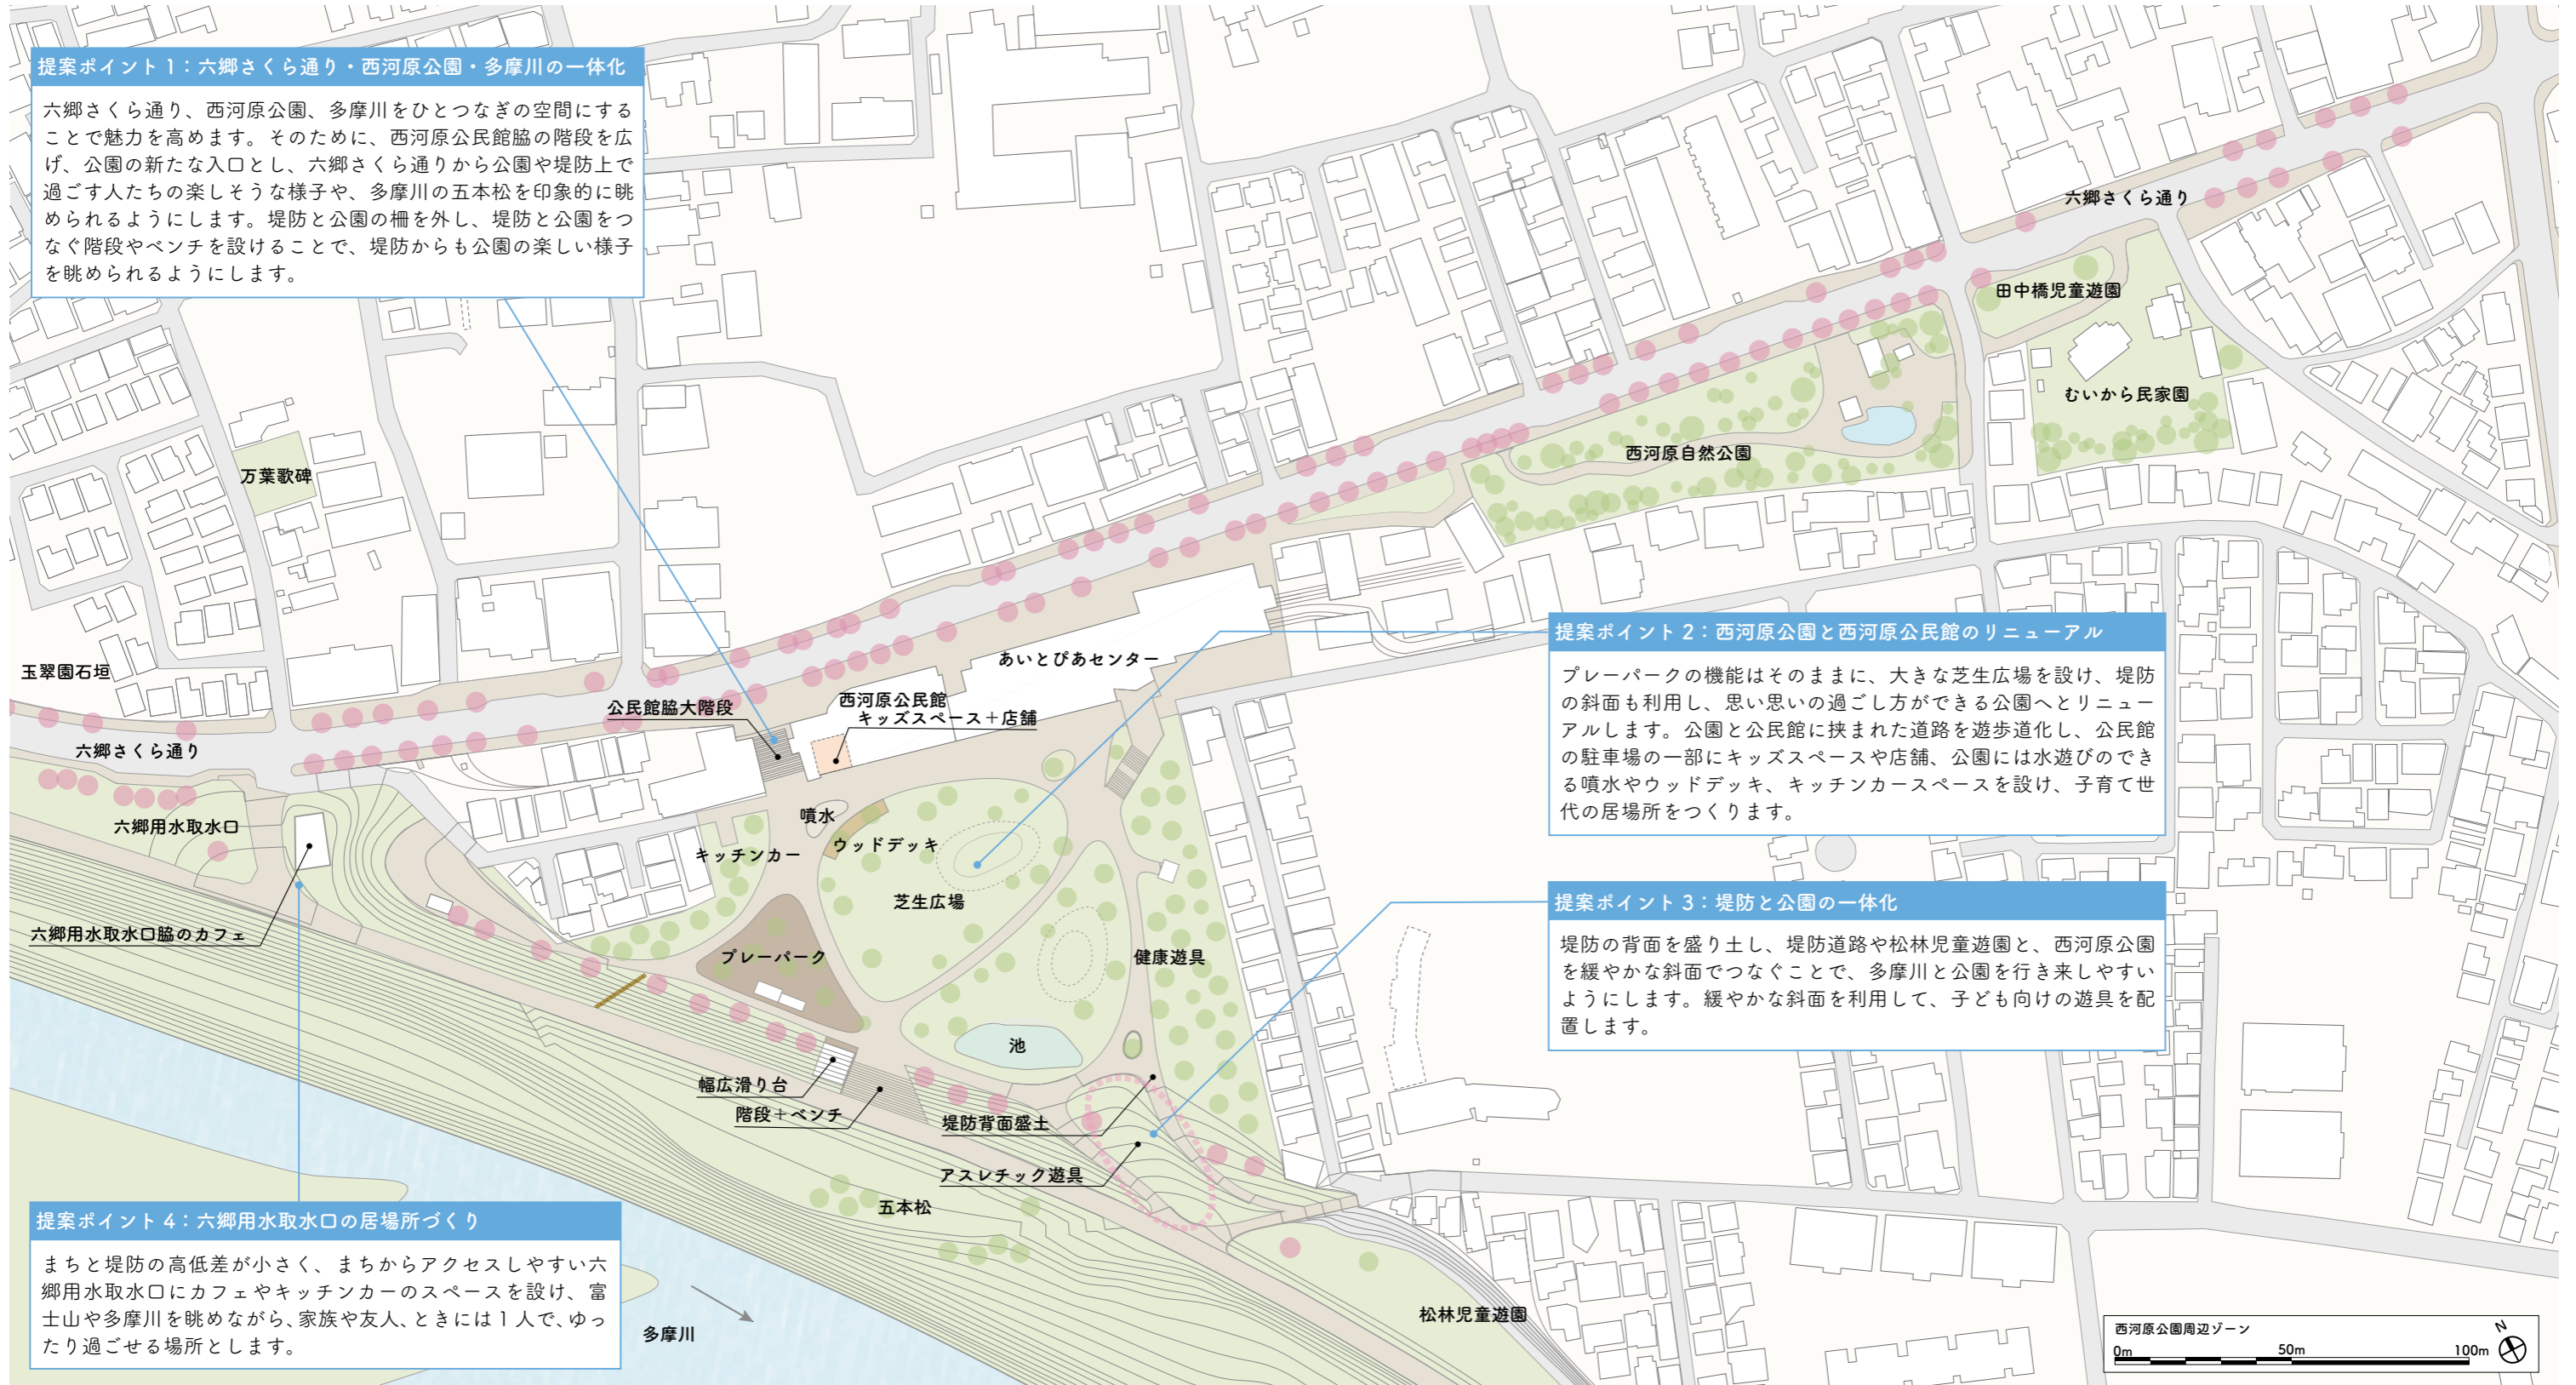 提案ポイント1：六郷さくら通り・西河原公園・多摩川の一体化
六郷さくら通り、西河原公園、多摩川をひとつなぎの空間にする
ことで魅力を高めます。そのために、西河原公民館脇の階段を広
げ、公園の新たな入口とし、六郷さくら通りから公園や堤防上で
過ごす人たちの楽しそうな様子や、多摩川の五本松を印象的に眺
められるようにします。堤防と公園の柵を外し、堤防と公園をつ
なぐ階段やベンチを設けることで、堤防からも公園の楽しい様子
を眺められるようにします。
六郷さくら通り
田中橋児童遊園
むいから民家園
西河原自然公園
万葉歌碑
玉翠園石垣
あいとぴあセンター
西河原公民館
キッズスペース＋店舗
公民館脇大階段
六郷さくら通り
提案ポイント2：西河原公園と西河原公民館のリニューアル
プレーパークの機能はそのままに、大きな芝生広場を設け、堤防
の斜面も利用し、思い思いの過ごし方ができる公園へとリニュー
アルします。公園と公民館に挟まれた道路を遊歩道化し、公民館
の駐車場の一部にキッズスペースや店舗、公園には水遊びのでき
る噴水やウッドデッキ、キッチンカースペースを設け、子育て世
代の居場所をつくります。
六郷用水取水口
噴水
ウッドデッキ
キッチンカー
芝生広場
六郷用水取水口脇のカフェ
プレーパーク
健康遊具
提案ポイント3：堤防と公園の一体化
堤防の背面を盛り土し、堤防道路や松林児童遊園と、西河原公園
を緩やかな斜面でつなぐことで、多摩川と公園を行き来しやすい
ようにします。緩やかな斜面を利用して、子ども向けの遊具を配
置します。
池
幅広滑り台
階段＋ベンチ
堤防背面盛土
アスレチック遊具
五本松
提案ポイント4：六郷用水取水口の居場所づくり
まちと堤防の高低差が小さく、まちからアクセスしやすい六
郷用水取水口にカフェやキッチンカーのスペースを設け、富
士山や多摩川を眺めながら、家族や友人、ときには1人で、ゆっ
たり過ごせる場所とします。
多摩川
松林児童遊園
西河原公園周辺ゾーン
0m 50m 100m
N